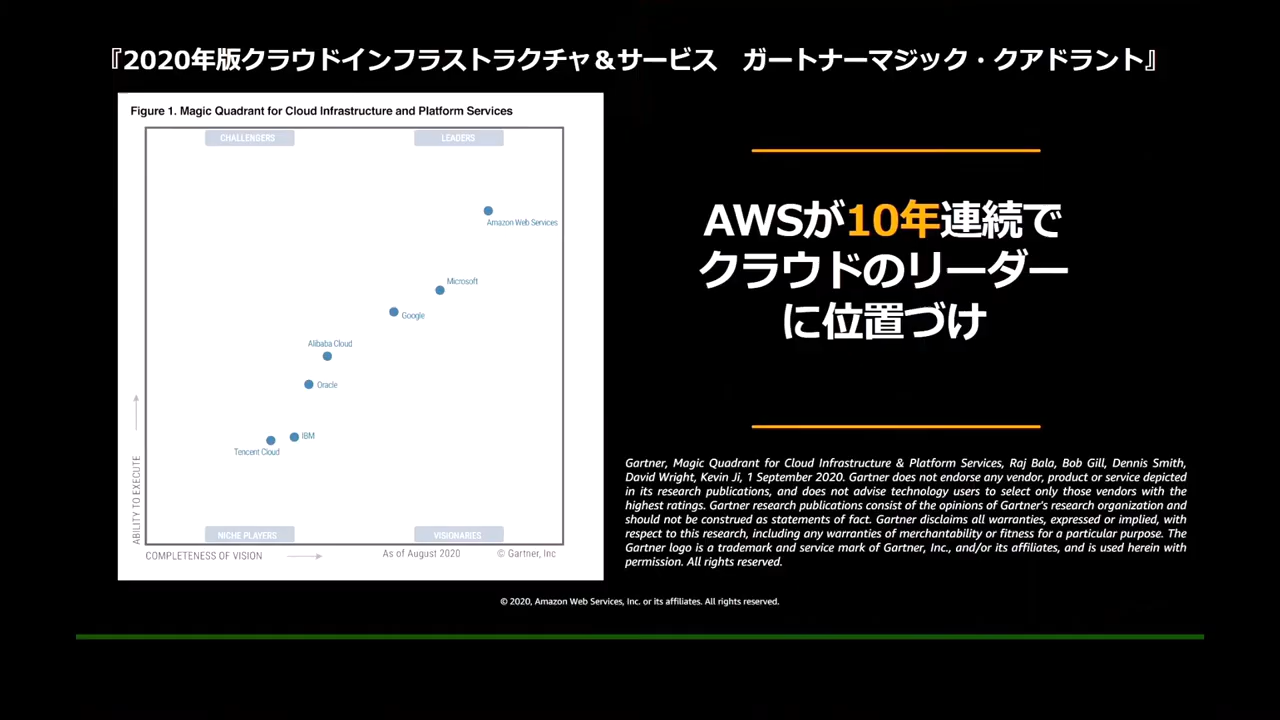 『2020年版クラウドインフラストラクチャ＆サービス　ガートナーマジック・クアドラント』
Figure 1. Magic Quadrant for Cloud Infrastructure and Platform Services
CHALLENGERS
LEADERS
Amazon Web Services
Microsoft
Google
Alibaba Cloud
Oracle
IBM
Tencent Cloud
ABILITY TO EXECUTE
NICHE PLAYERS
VISIONARIES
COMPLETENESS OF VISION
As of August 2020
© Gartner, Inc
AWSが10年連続で
クラウドのリーダー
に位置づけ
Gartner, Magic Quadrant for Cloud Infrastructure & Platform Services, Raj Bala, Bob Gill, Dennis Smith,
David Wright, Kevin Ji, 1 September 2020. Gartner does not endorse any vendor, product or service depicted
in its research publications, and does not advise technology users to select only those vendors with the
highest ratings. Gartner research publications consist of the opinions of Gartner's research organization and
should not be construed as statements of fact. Gartner disclaims all warranties, expressed or implied, with
respect to this research, including any warranties of merchantability or fitness for a particular purpose. The
Gartner logo is a trademark and service mark of Gartner, Inc., and/or its affiliates, and is used herein with
permission. All rights reserved.
© 2020, Amazon Web Services, Inc. or its affiliates. All rights reserved.